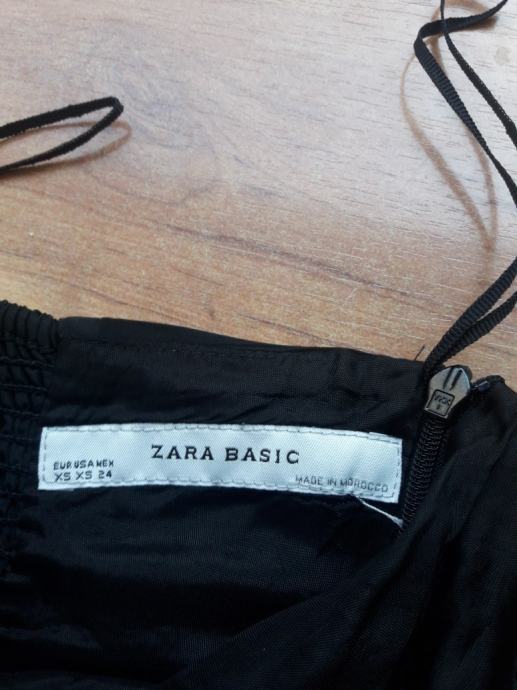 ZARA BASIC
EUR USA MEX
XS XS 24
MADE IN MOROCCO